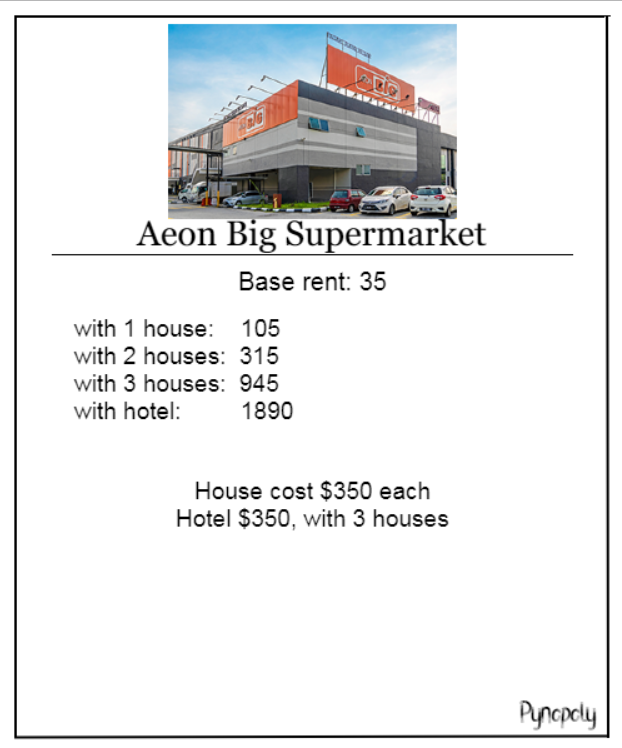 BIG
Aeon Big Supermarket
Base rent: 35
with 1 house: 105
with 2 houses: 315
with 3 houses: 945
with hotel: 1890
House cost $350 each
Hotel $350, with 3 houses
Pynopoly